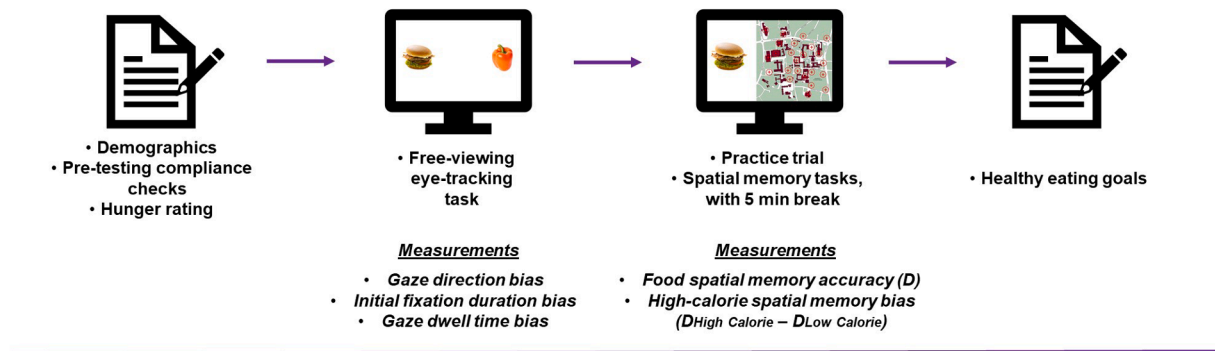 • Demographics
• Pre-testing compliance
checks
• Hunger rating
• Free-viewing
eye-tracking
task
Measurements
• Gaze direction bias
• Initial fixation duration bias
• Gaze dwell time bias
• Practice trial
• Spatial memory tasks,
with 5 min break
Measurements
• Food spatial memory accuracy (D)
• High-calorie spatial memory bias
(DHigh Calorie – DLow Calorie)
• Healthy eating goals